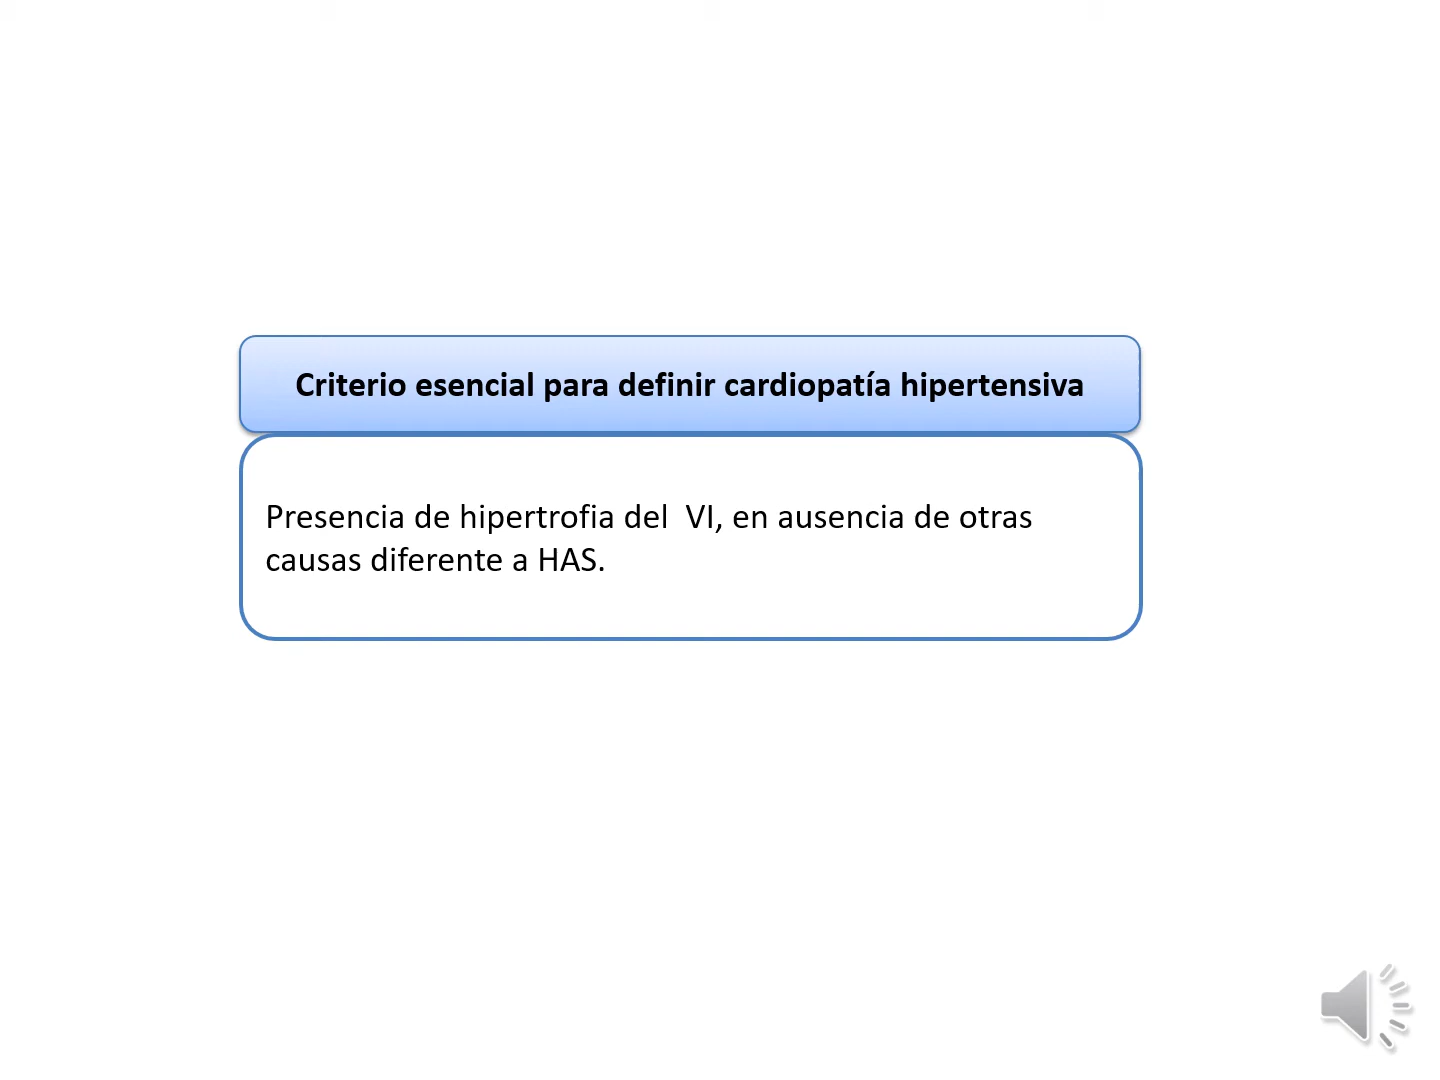 Criterio esencial para definir cardiopatía hipertensiva
Presencia de hipertrofia del  VI, en ausencia de otras
causas diferente a HAS.